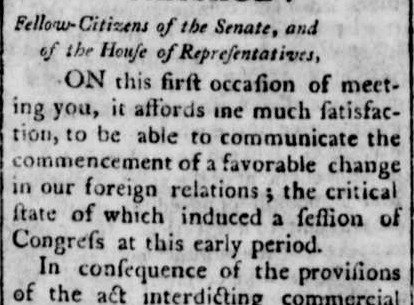 Fellow-Citizens of the Senate, and
of the Houſe of Repreſentatives,
ON this firſt occaſion of meet-
ing you, it affords me much ſatisfac-
tion, to be able to communicate the
commencement of a favorable change
in our foreign relations ; the critical
ſtate of which induced a ſeſſion of
Congreſs at this early period.
In conſequence of the proviſions
of the act interdicting commercial